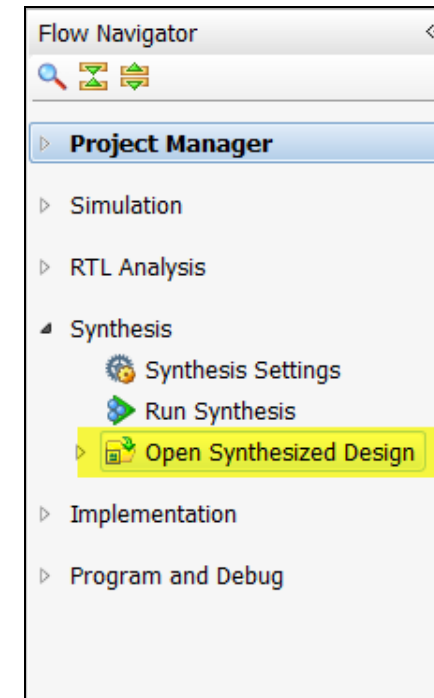 Flow Navigator
Project Manager
Simulation
RTL Analysis
Synthesis
Synthesis Settings
Run Synthesis
Open Synthesized Design
Implementation
Program and Debug